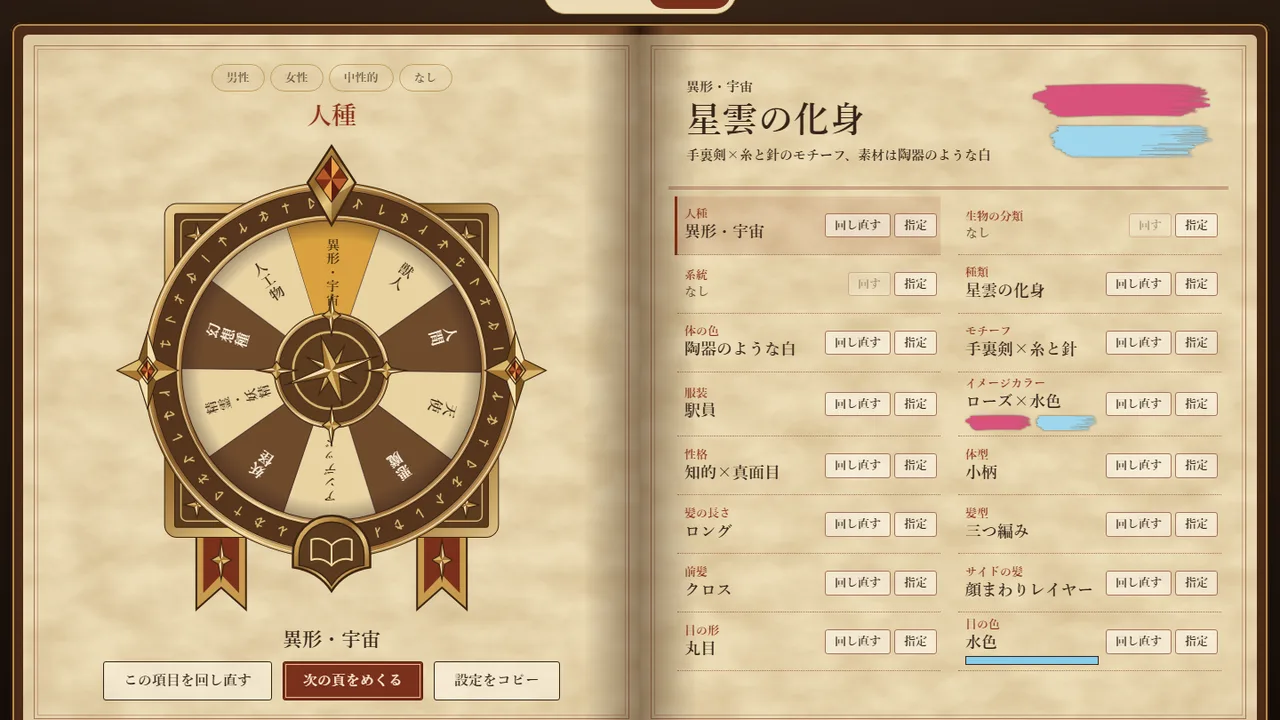 男性
女性
中性的
なし
人種
異形・宇宙
獣人
人間
天使
悪魔
アンデッド
妖怪
精霊・妖精
幻想種
人工物
異形・宇宙
この項目を回し直す
次の頁をめくる
設定をコピー
異形・宇宙
星雲の化身
手裏剣×糸と針のモチーフ、素材は陶器のような白
人種
異形・宇宙
回し直す
指定
生物の分類
なし
回す
指定
系統
なし
回す
指定
種類
星雲の化身
回し直す
指定
体の色
陶器のような白
回し直す
指定
モチーフ
手裏剣×糸と針
回し直す
指定
服装
駅員
回し直す
指定
イメージカラー
ローズ×水色
回し直す
指定
性格
知的×真面目
回し直す
指定
体型
小柄
回し直す
指定
髪の長さ
ロング
回し直す
指定
髪型
三つ編み
回し直す
指定
前髪
クロス
回し直す
指定
サイドの髪
顔まわりレイヤー
回し直す
指定
目の形
丸目
回し直す
指定
目の色
水色
回し直す
指定